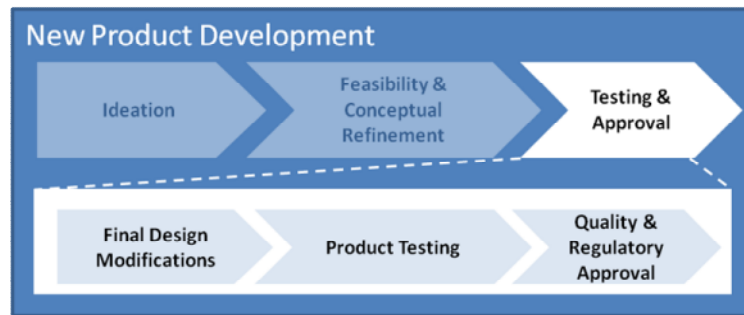 New Product Development
Ideation
Feasibility &
Conceptual
Refinement
Testing &
Approval
Final Design
Modifications
Product Testing
Quality &
Regulatory
Approval